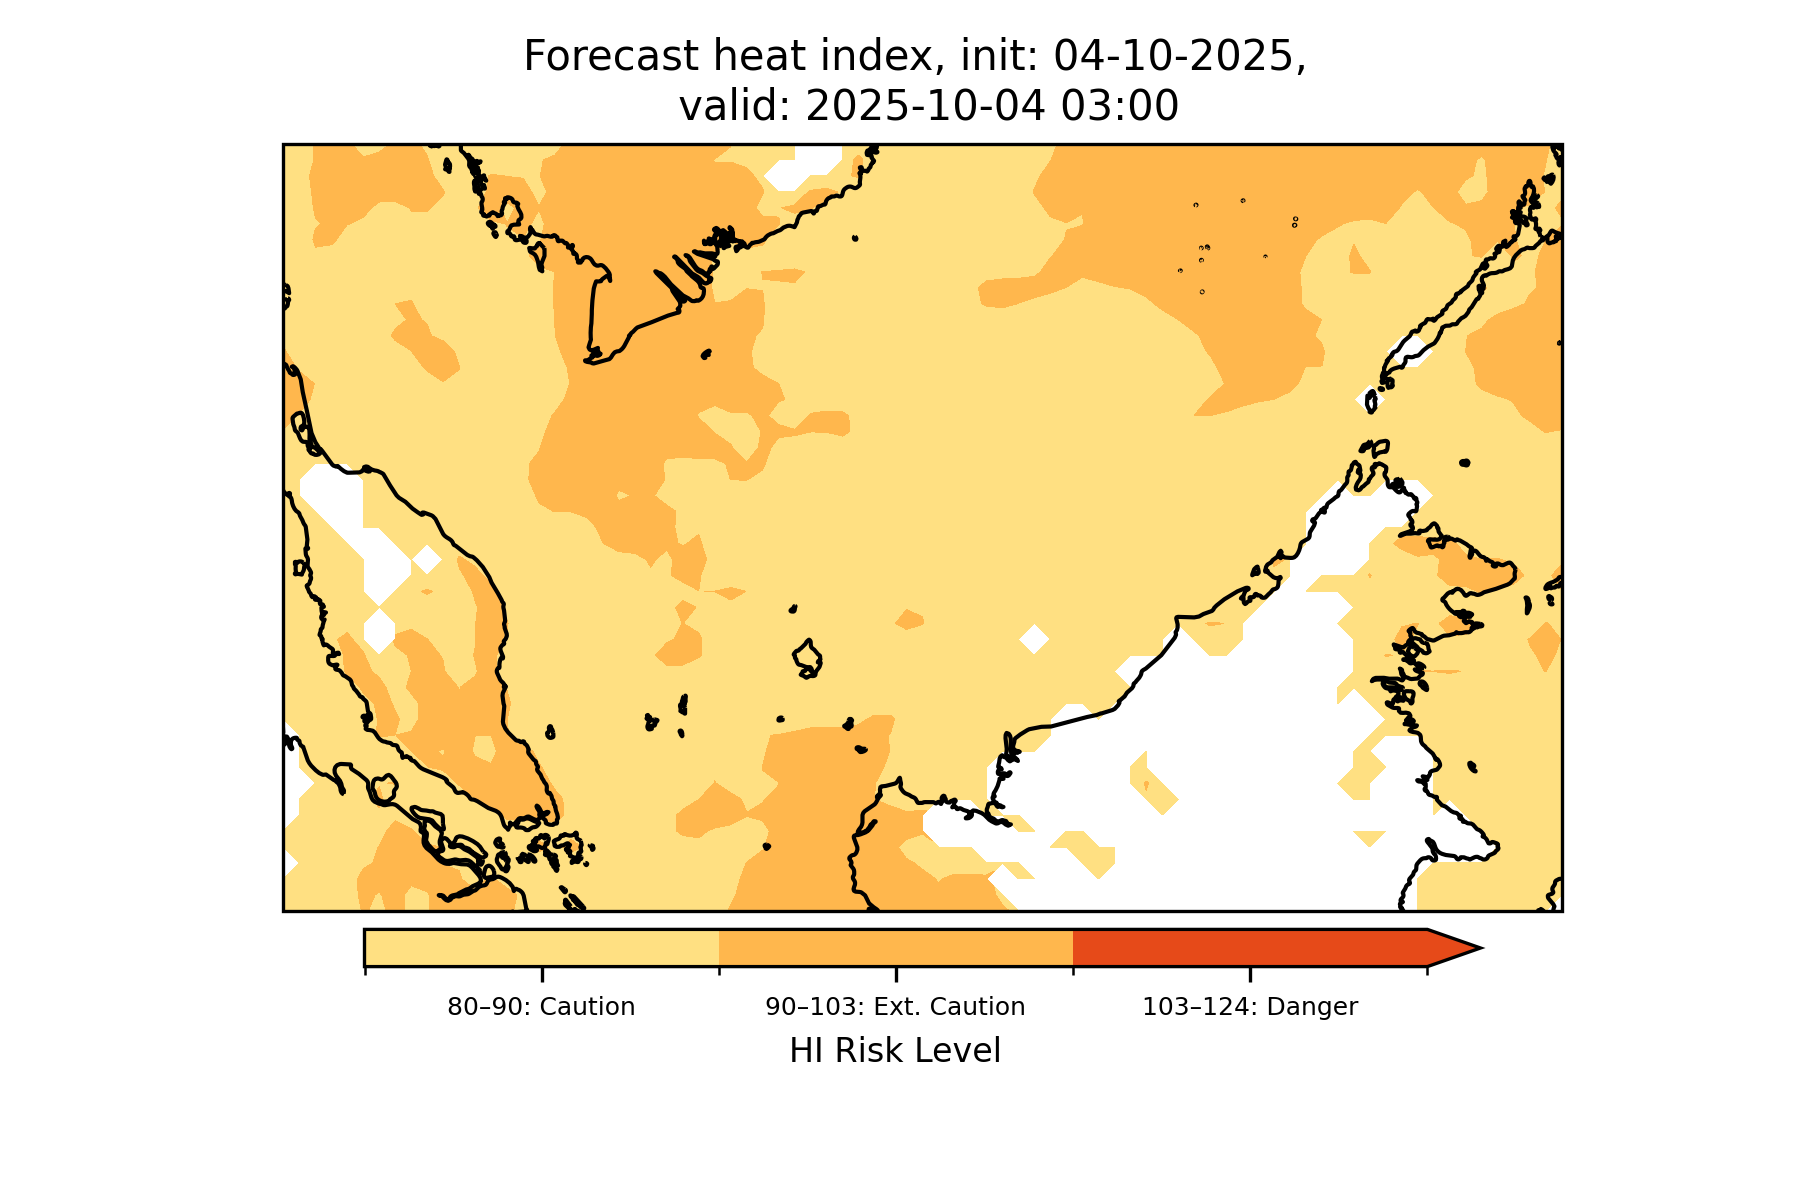 Forecast heat index, init: 04-10-2025,
valid: 2025-10-04 03:00
80–90: Caution
90–103: Ext. Caution
103–124: Danger
HI Risk Level